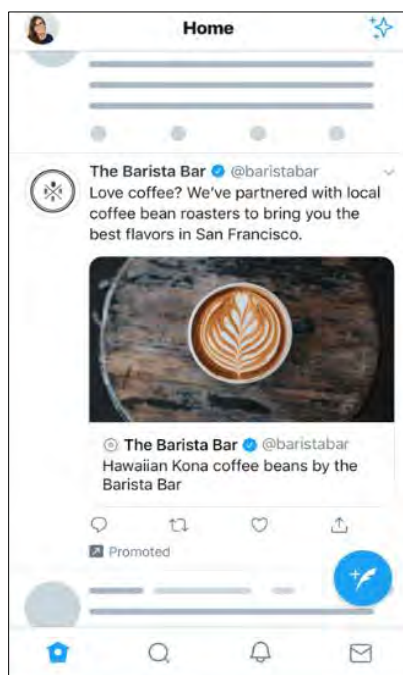 Home
The Barista Bar @baristabar
Love coffee? We've partnered with local
coffee bean roasters to bring you the
best flavors in San Francisco.
The Barista Bar @baristabar
Hawaiian Kona coffee beans by the
Barista Bar
Promoted